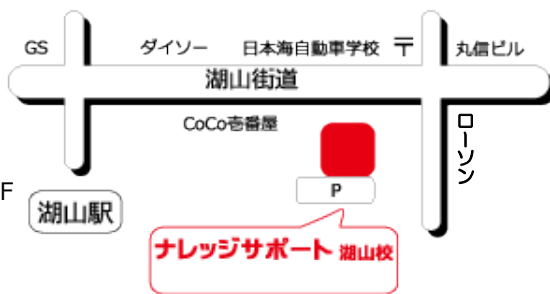 GS
ダイソー
日本海自動車学校
〒
丸信ビル
湖山街道
CoCo壱番屋
ローソン
P
F
湖山駅
ナレッジサポート 湖山校